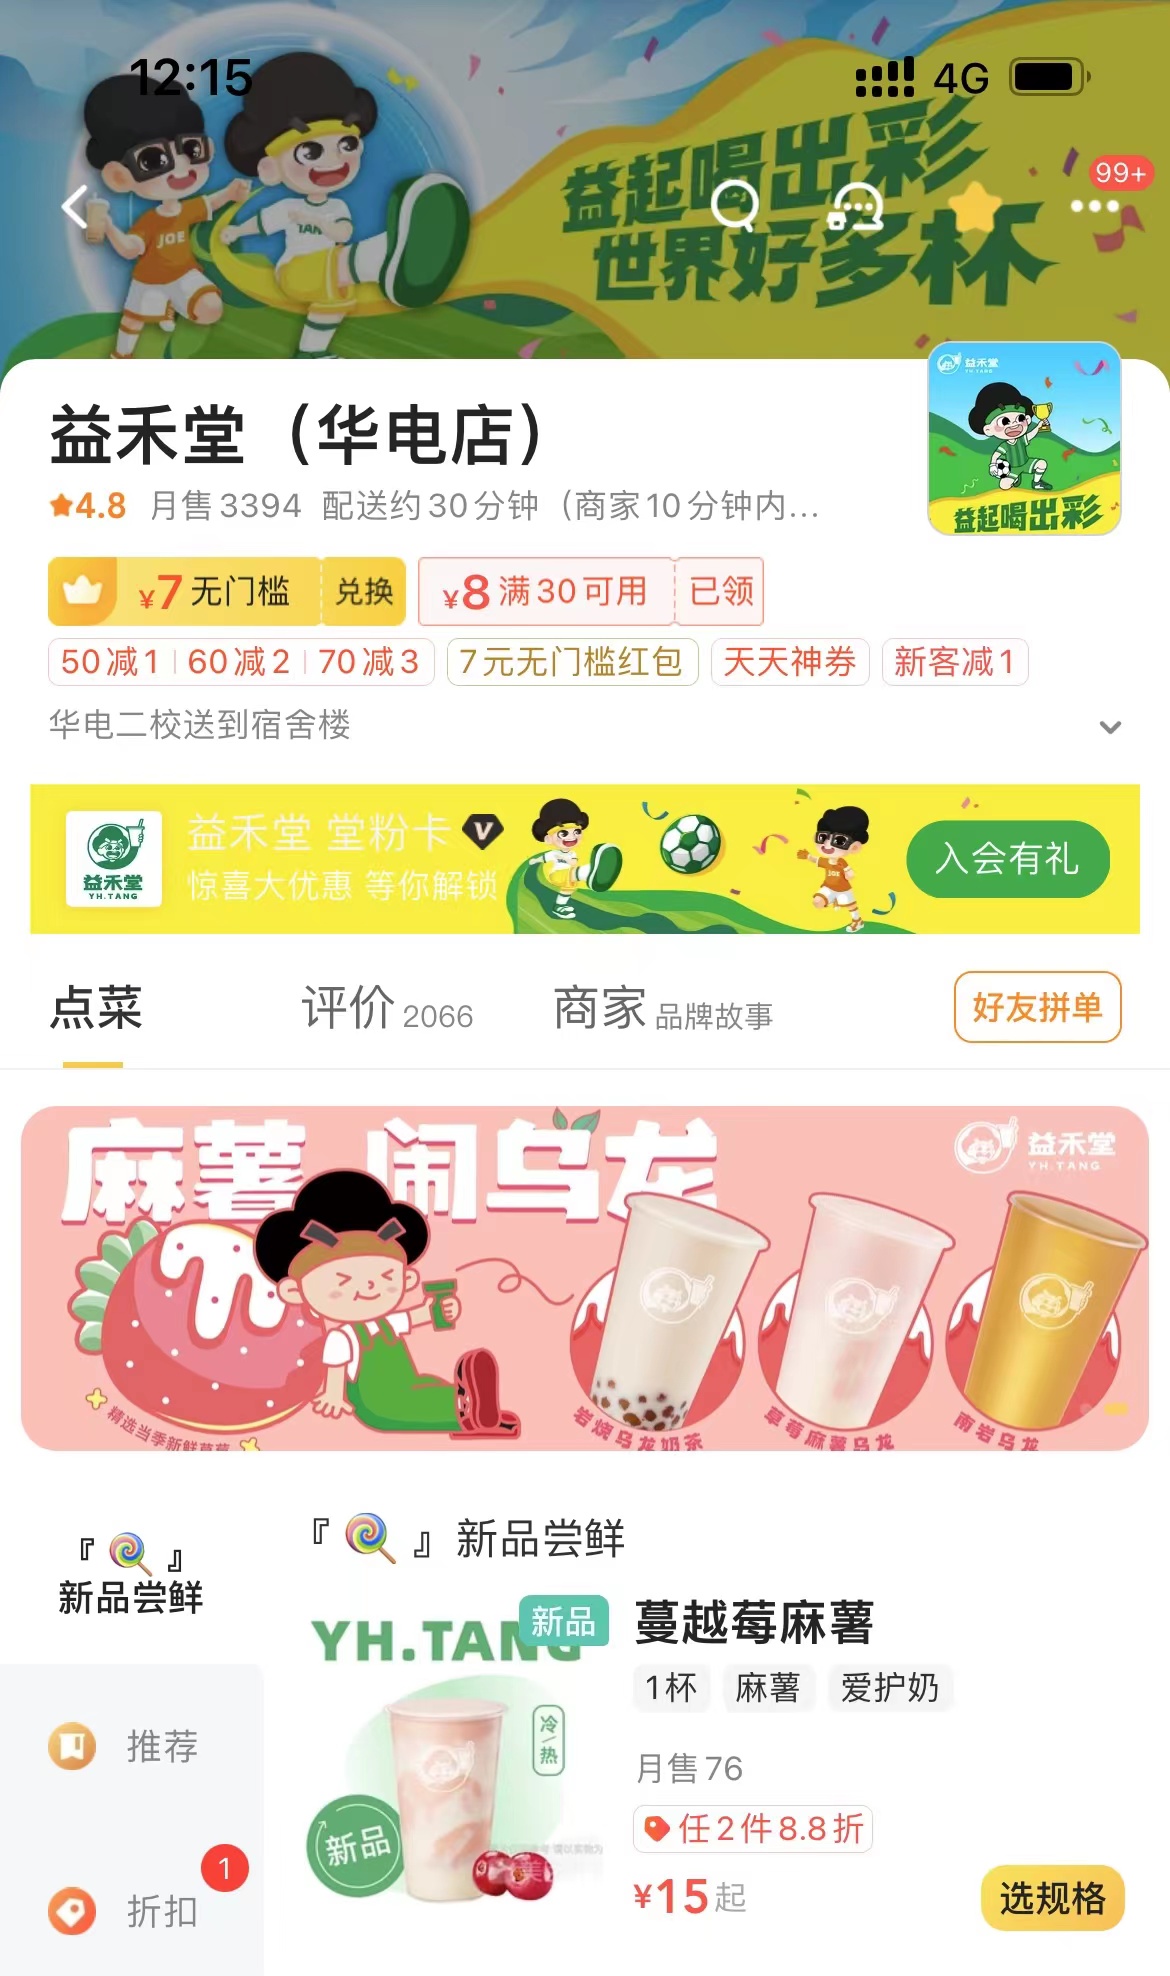 12:15
4G
益起喝出彩
世界好多杯
99+
JOE
益禾堂
YH.TANG
益起喝出彩
益禾堂（华电店）
4.8 月售3394 配送约30分钟（商家10分钟内...
¥7无门槛 兑换 ¥8满30可用 已领
50减1 60减2 70减3 7元无门槛红包 天天神券 新客减1
华电二校送到宿舍楼
益禾堂
YH.TANG
益禾堂 堂粉卡 V
惊喜大优惠 等你解锁
JOE
入会有礼
点菜 评价 2066 商家 品牌故事 好友拼单
麻薯 闹乌龙
益禾堂
YH.TANG
精选当季新鲜草莓
岩烧乌龙奶茶
草莓麻薯乌龙
南岩乌龙
『🍭』
新品尝鲜
推荐
折扣
1
『🍭』新品尝鲜
YH.TANG
新品
冷/热
新品
蔓越莓麻薯
1杯 麻薯 爱护奶
月售76
任2件8.8折
¥15起
选规格